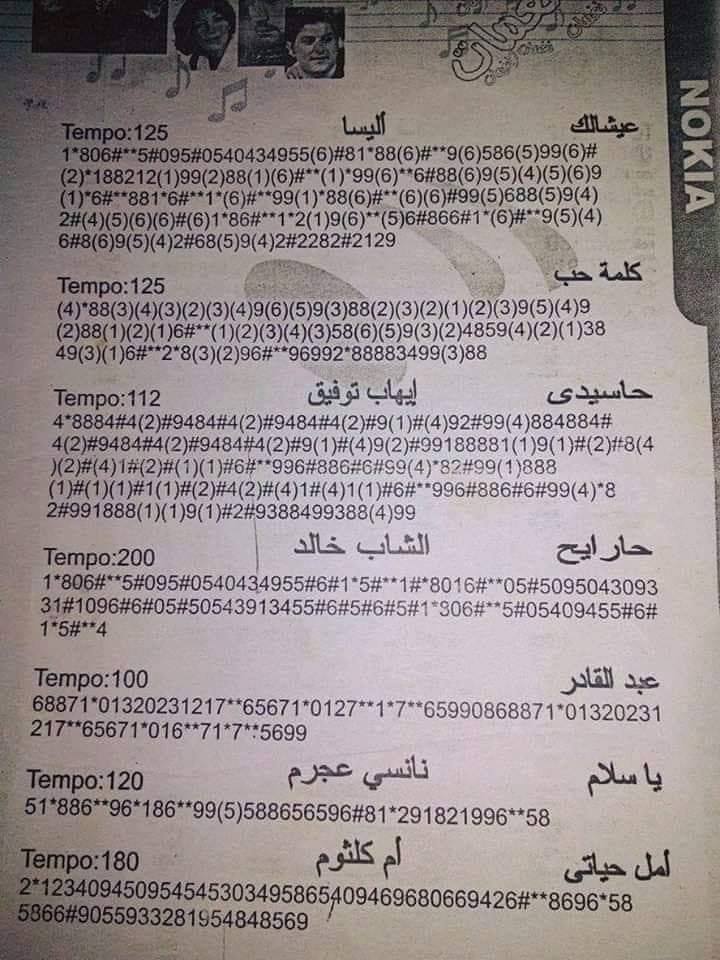 نغمات
NOKIA
عيشالك أليسا Tempo:125
1*806#**5#095#0540434955(6)#81*88(6)#**9(6)586(5)99(6)#
(2)*188212(1)99(2)88(1)(6)#**(1)*99(6)**6#88(6)9(5)(4)(5)(6)9
(1)*6#**881*6#**1*(6)#**99(1)*88(6)#**(6)(6)#99(5)688(5)9(4)
2#(4)(5)(6)(6)#(6)1*86#**1*2(1)9(6)**(5)6#866#1*(6)#**9(5)(4)
6#8(6)9(5)(4)2#68(5)9(4)2#2282#2129
كلمة حب
Tempo:125
(4)*88(3)(4)(3)(2)(3)(4)9(6)(5)9(3)88(2)(3)(2)(1)(2)(3)9(5)(4)9
(2)88(1)(2)(1)6#**(1)(2)(3)(4)(3)58(6)(5)9(3)(2)4859(4)(2)(1)38
49(3)(1)6#**2*8(3)(2)96#**96992*88883499(3)88
حاسيدى إيهاب توفيق Tempo:112
4*8884#4(2)#9484#4(2)#9484#4(2)#9(1)#(4)92#99(4)884884#
4(2)#9484#4(2)#9484#4(2)#9(1)#(4)9(2)#99188881(1)9(1)#(2)#8(4
)(2)#(4)1#(2)#(1)(1)#6#**996#886#6#99(4)*82#99(1)888
(1)#(1)(1)#1(1)#(2)#4(2)#(4)1#(4)1(1)#6#**996#886#6#99(4)*8
2#991888(1)(1)9(1)#2#9388499388(4)99
حارايح الشاب خالد Tempo:200
1*806#**5#095#0540434955#6#1*5#**1#*8016#**05#5095043093
31#1096#6#05#50543913455#6#5#6#5#1*806#**5#05409455#6#
1*5#**4
عبد القادر Tempo:100
68871*01320231217**65671*0127**1*7**65990868871*01320231
217**65671*016**71*7**5699
يا سلام نانسي عجرم Tempo:120
51*886**96*186**99(5)588656596#81*291821996**58
أمل حياتى أم كلثوم Tempo:180
2*12340945095454530349586540946968066 9426#**8696*58
5866#9055933281954848569